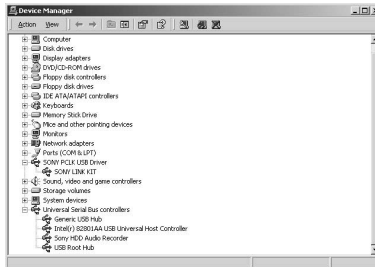 Device Manager
Action View
Computer
Disk drives
Display adapters
DVD/CD-ROM drives
Floppy disk controllers
Floppy disk drives
IDE ATA/ATAPI controllers
Keyboards
Memory Stick Drive
Mice and other pointing devices
Monitors
Network adapters
Ports (COM & LPT)
SONY PCLK USB Driver
SONY LINK KIT
Sound, video and game controllers
Storage volumes
System devices
Universal Serial Bus controllers
Generic USB Hub
Intel(r) 82801AA USB Universal Host Controller
Sony HDD Audio Recorder
USB Root Hub